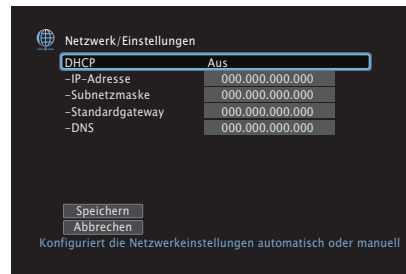 Netzwerk/Einstellungen
DHCP Aus
-IP-Adresse 000.000.000.000
-Subnetzmaske 000.000.000.000
-Standardgateway 000.000.000.000
-DNS 000.000.000.000
Speichern
Abbrechen
Konfiguriert die Netzwerkeinstellungen automatisch oder manuell